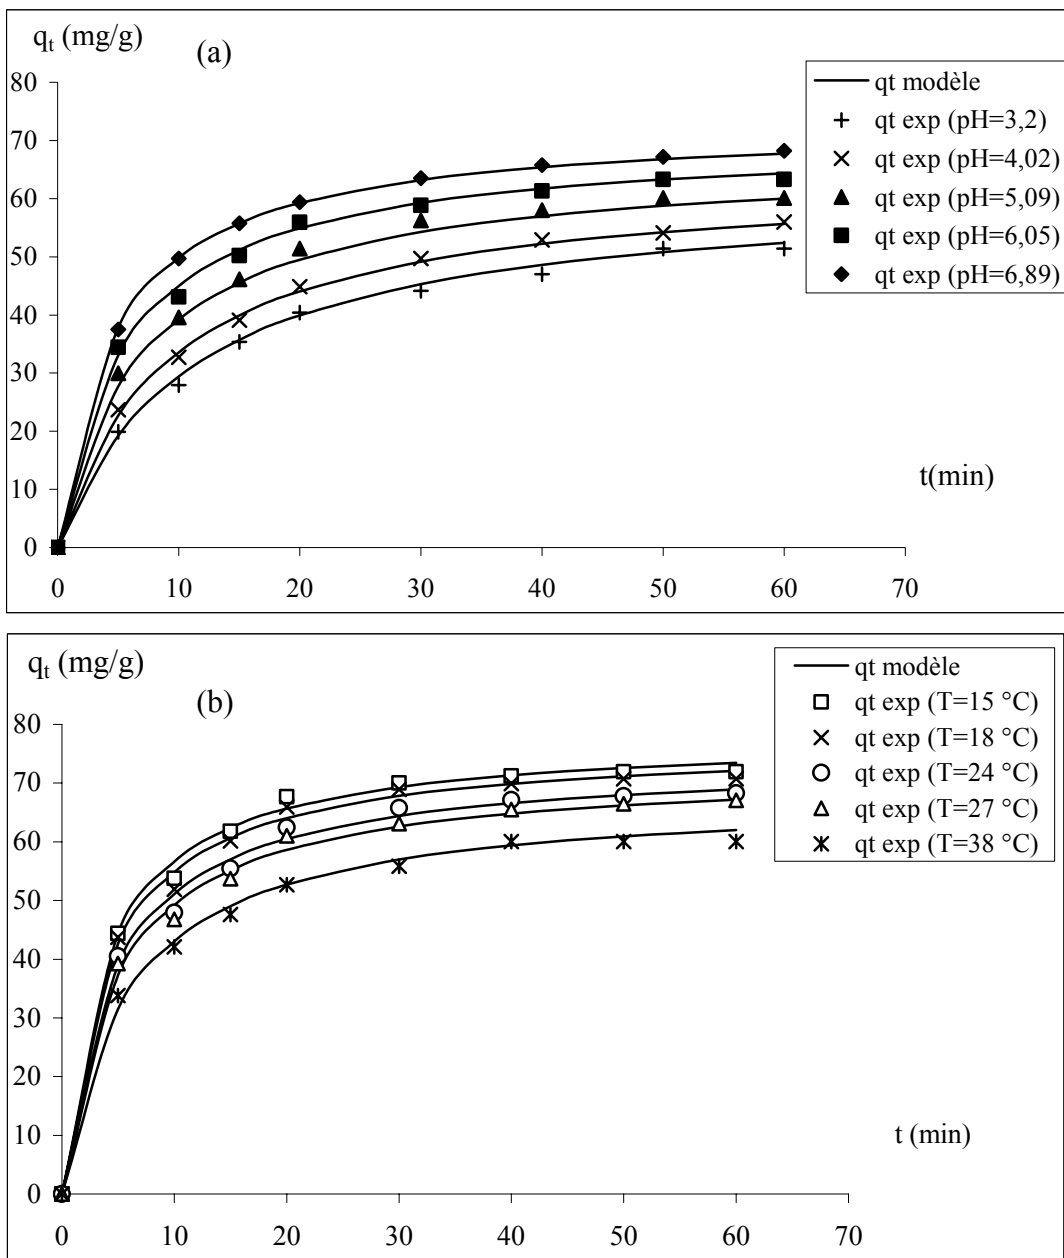 qt (mg/g)
(a)
80
70
60
50
40
30
20
10
0
0 10 20 30 40 50 60 70
t(min)
qt modèle
qt exp (pH=3,2)
qt exp (pH=4,02)
qt exp (pH=5,09)
qt exp (pH=6,05)
qt exp (pH=6,89)
qt (mg/g)
(b)
80
70
60
50
40
30
20
10
0
0 10 20 30 40 50 60 70
t (min)
qt modèle
qt exp (T=15 °C)
qt exp (T=18 °C)
qt exp (T=24 °C)
qt exp (T=27 °C)
qt exp (T=38 °C)